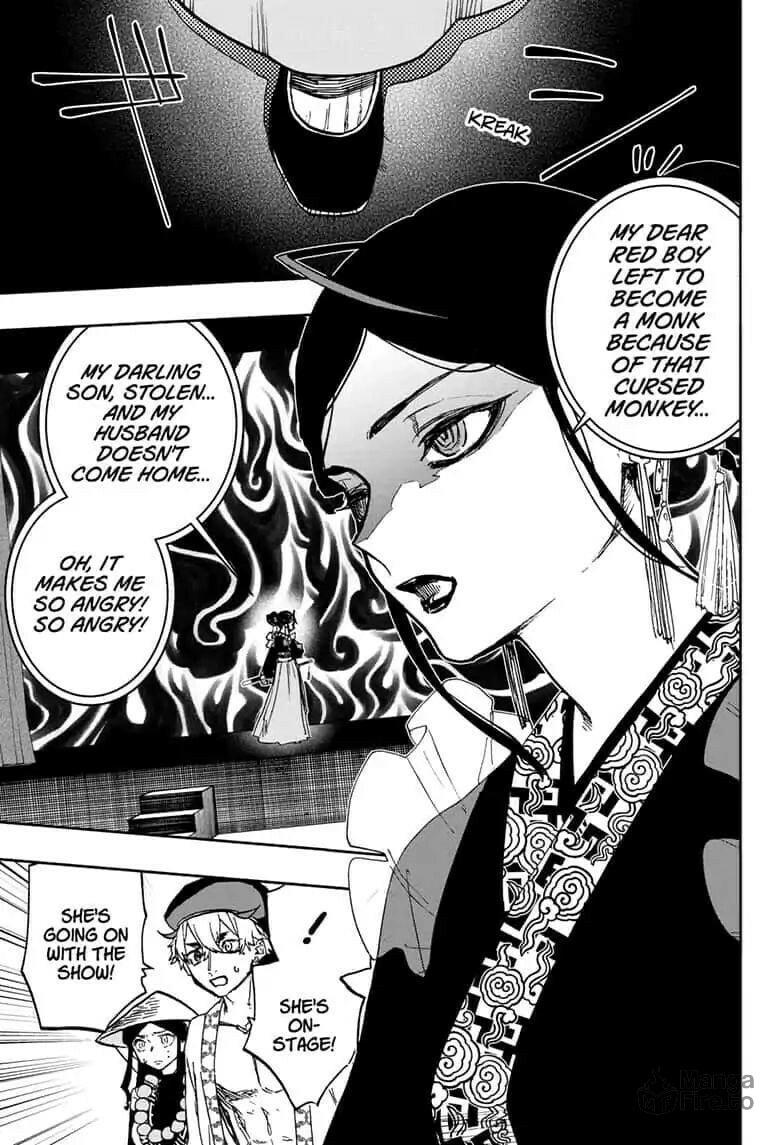 KREAK
MY DEAR
RED BOY
LEFT TO
BECOME
A MONK
BECAUSE
OF THAT
CURSED
MONKEY...
MY DARLING
SON, STOLEN...
AND MY
HUSBAND
DOESN'T
COME HOME...
OH, IT
MAKES ME
SO ANGRY!
SO ANGRY!
!
SHE'S
ON-
STAGE!
SHE'S
GOING ON
WITH THE
SHOW!
Manga
Fire.to